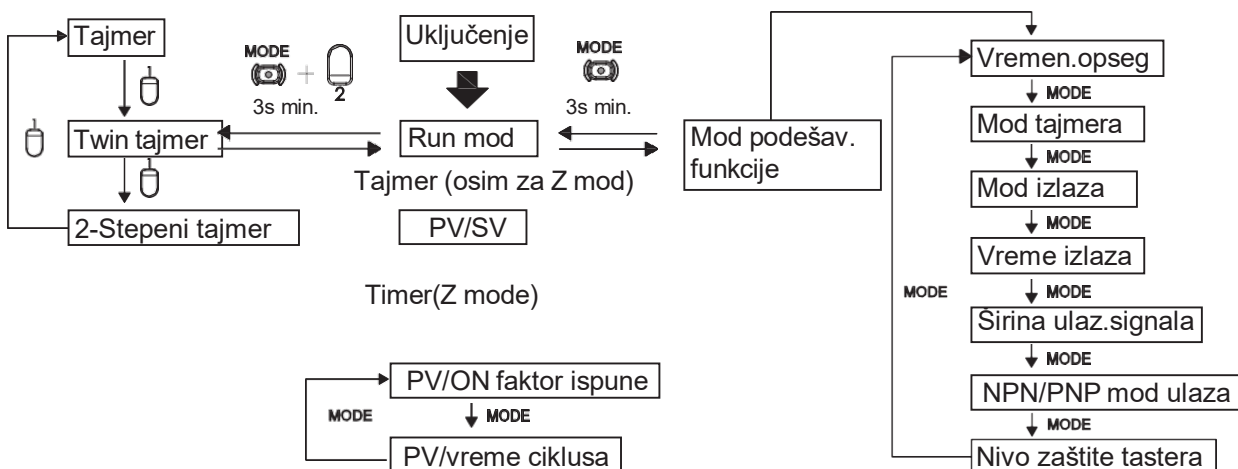 Tajmer
Twin tajmer
2-Stepeni tajmer
MODE
+
2
3s min.
Uključenje
Run mod
Tajmer (osim za Z mod)
PV/SV
Timer(Z mode)
PV/ON faktor ispune
MODE
MODE
PV/vreme ciklusa
MODE
3s min.
Mod podešav.
funkcije
Vremen.opseg
MODE
Mod tajmera
MODE
Mod izlaza
MODE
Vreme izlaza
MODE
MODE
Širina ulaz.signala
MODE
NPN/PNP mod ulaza
MODE
Nivo zaštite tastera